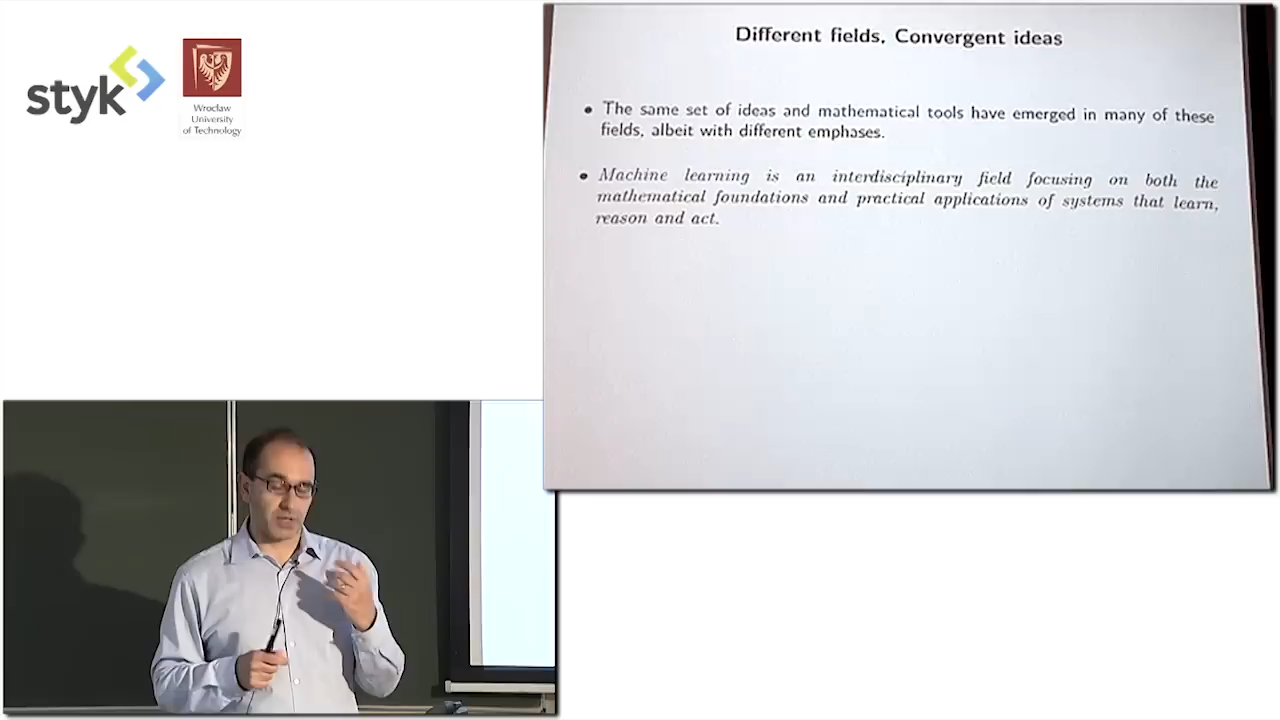 styk
Wrocław
University
of Technology
Different fields, Convergent ideas
• The same set of ideas and mathematical tools have emerged in many of these
fields, albeit with different emphases.
• Machine learning is an interdisciplinary field focusing on both the
mathematical foundations and practical applications of systems that learn,
reason and act.